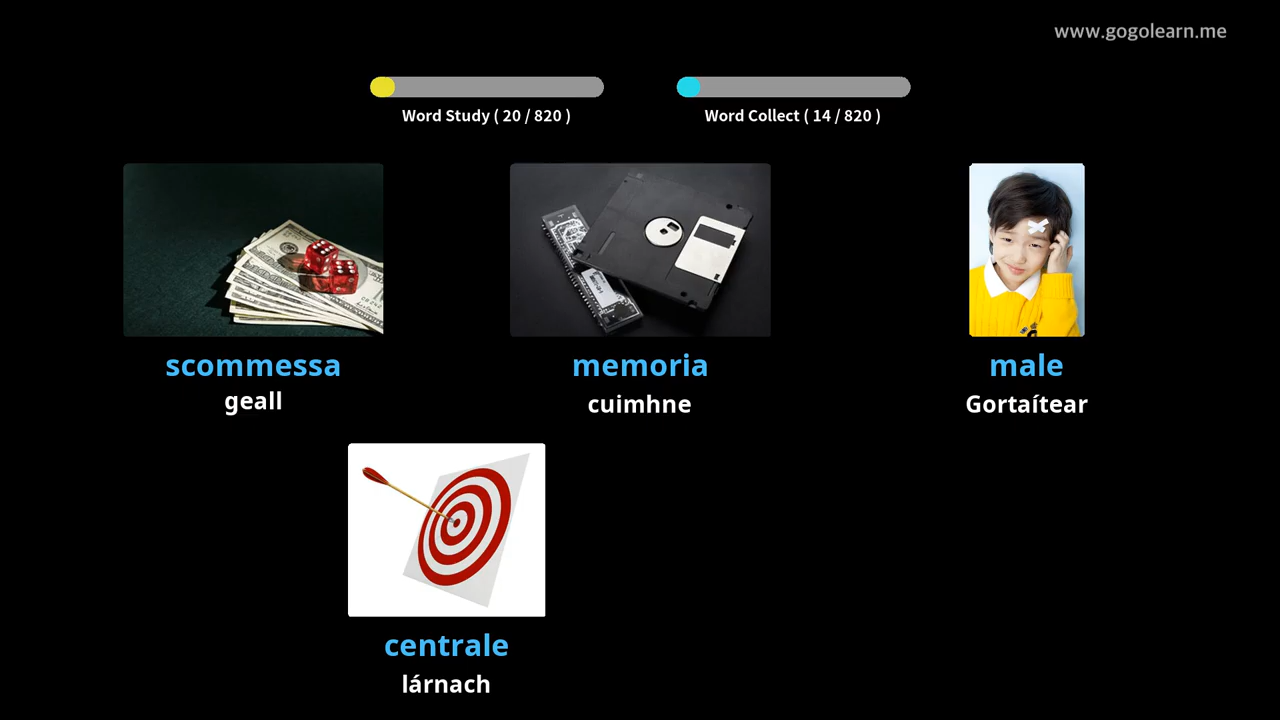 www.gogolearn.me
Word Study ( 20 / 820 )
Word Collect ( 14 / 820 )
scommessa
geall
memoria
cuimhne
male
Gortaítear
centrale
lárnach